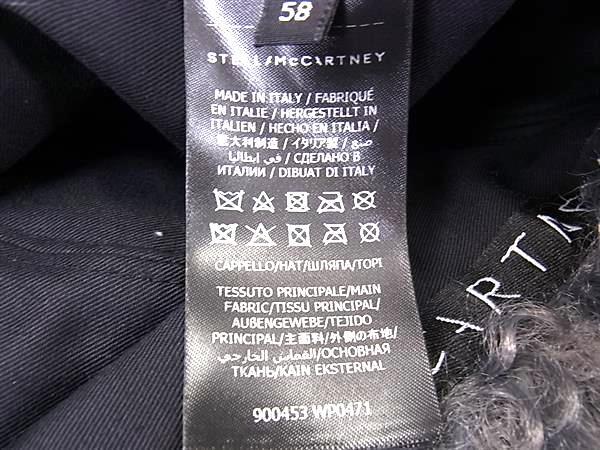 58
STELLA McCARTNEY
MADE IN ITALY / FABRIQUÉ
EN ITALIE / HERGESTELLT IN
ITALIEN / HECHO EN ITALIA /
意大利制造 / イタリア製 / صنع
في إيطاليا / СДЕЛАНО В
ИТАЛИИ / DIBUAT DI ITALY
CAPPELLO/HAT/ШЛЯПА/TOPI
TESSUTO PRINCIPALE/MAIN
FABRIC/TISSU PRINCIPAL/
AUßENGEWEBE/TEJIDO
PRINCIPAL/主面料/外側の布地/
القماش الخارجي/ОСНОВНАЯ
ТКАНЬ/KAIN EKSTERNAL
900453 WP0471
CARTN